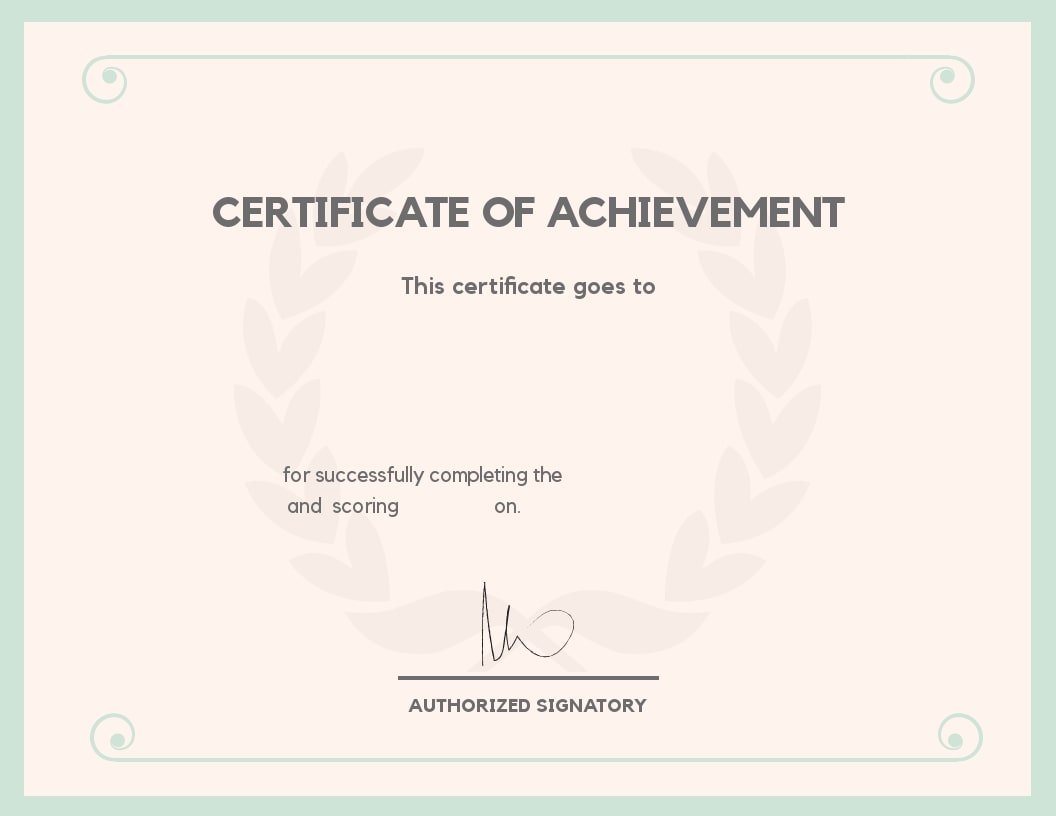 CERTIFICATE OF ACHIEVEMENT
This certificate goes to
for successfully completing the
and scoring on.
AUTHORIZED SIGNATORY